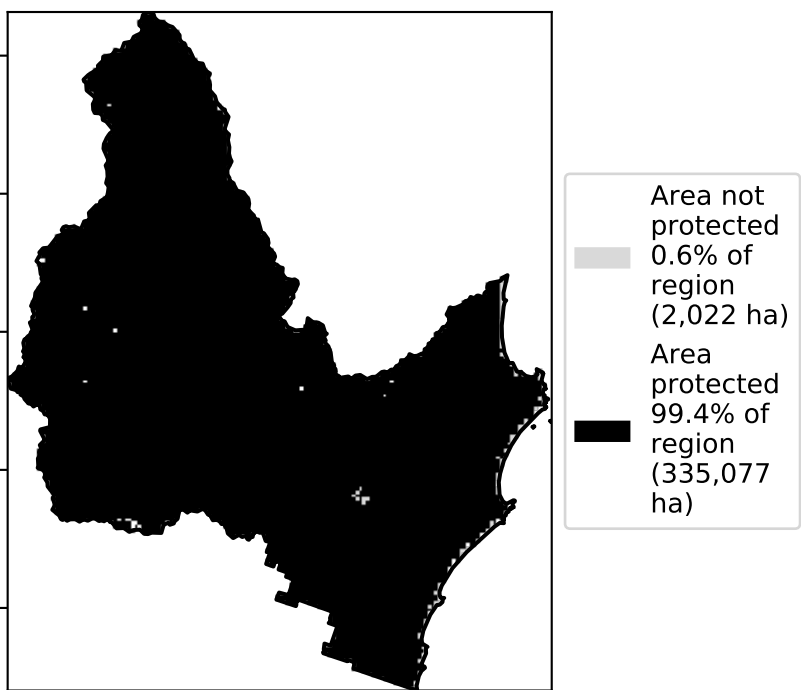 Area not
protected
0.6% of
region
(2,022 ha)
Area
protected
99.4% of
region
(335,077
ha)